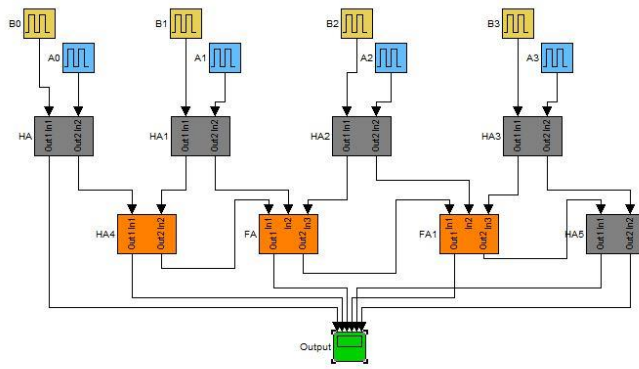 B0
B1
B2
B3
A0
A1
A2
A3
HA
Out1 In1
Out2 In2
HA1
Out1 In1
Out2 In2
HA2
Out1 In1
Out2 In2
HA3
Out1 In1
Out2 In2
HA4
Out1 In1
Out2 In2
FA
Out1 In1
In2
Out2 In3
FA1
Out1 In1
In2
Out2 In3
HA5
Out1 In1
Out2 In2
Output